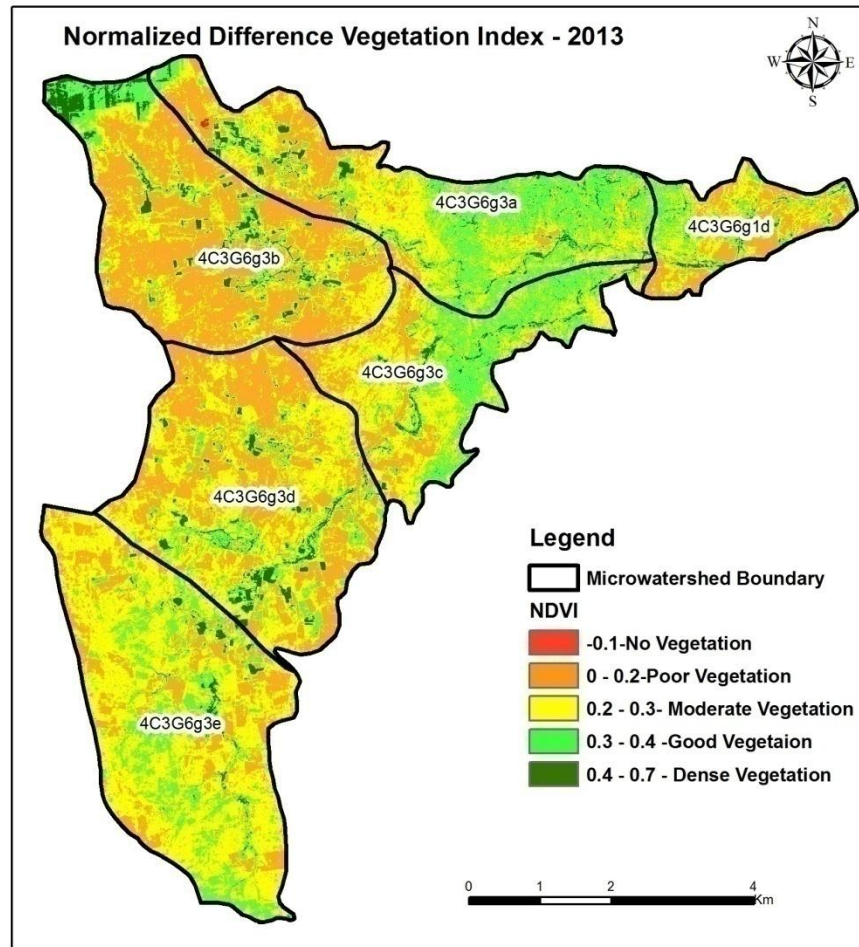 Normalized Difference Vegetation Index - 2013
N
W E
S
4C3G6g3a
4C3G6g1d
4C3G6g3b
4C3G6g3c
4C3G6g3d
4C3G6g3e
Legend
Microwatershed Boundary
NDVI
-0.1-No Vegetation
0 - 0.2-Poor Vegetation
0.2 - 0.3- Moderate Vegetation
0.3 - 0.4 -Good Vegetaion
0.4 - 0.7 - Dense Vegetation
0 1 2 4
Km